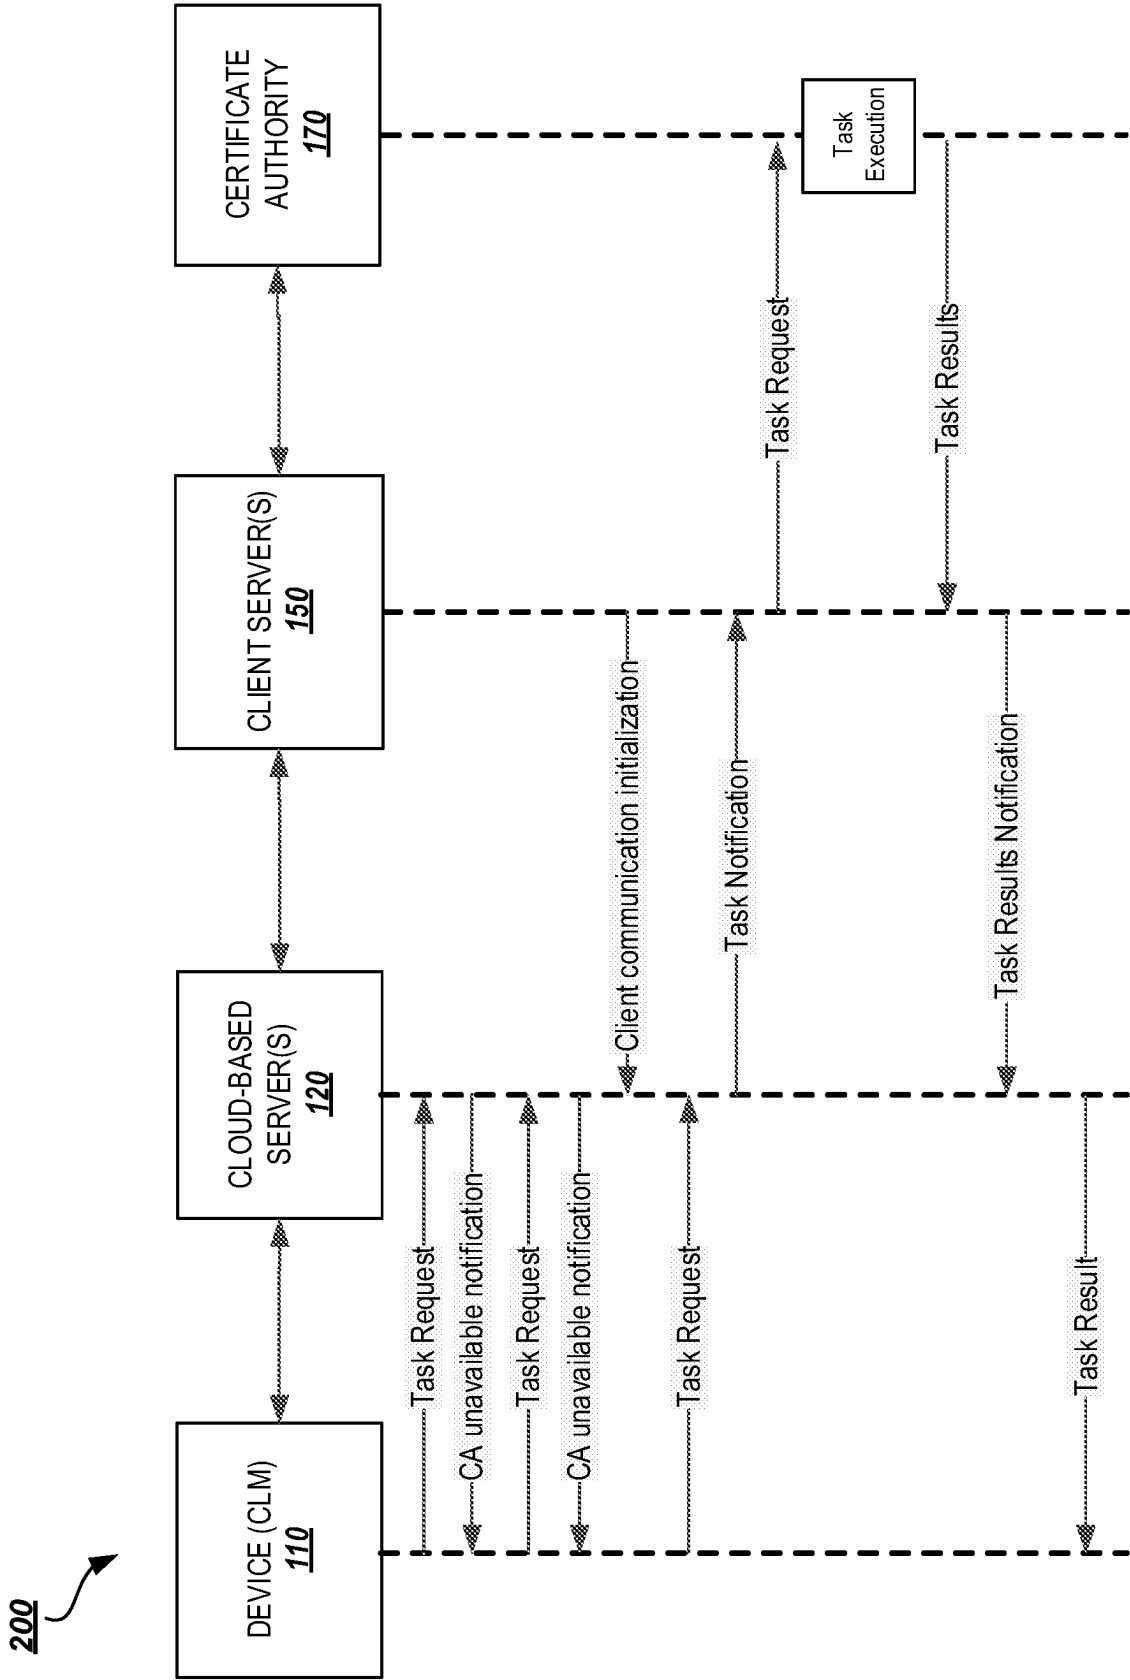 200
DEVICE (CLM)
110
CLOUD-BASED
SERVER(S)
120
CLIENT SERVER(S)
150
CERTIFICATE
AUTHORITY
170
Task Request
CA unavailable notification
Task Request
CA unavailable notification
Client communication initialization
Task Request
Task Notification
Task Request
Task
Execution
Task Results
Task Results Notification
Task Result